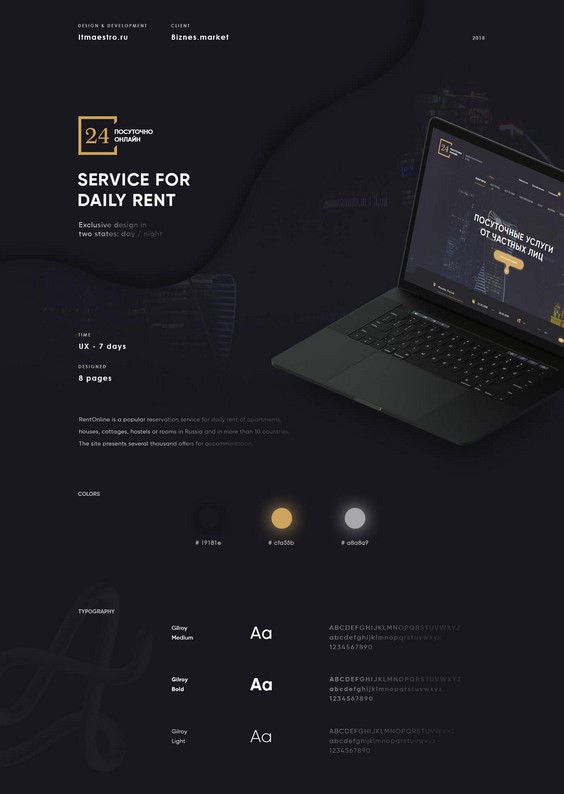 DESIGN & DEVELOPMENT
Itmaestro.ru
CLIENT
Biznes.market
2018
24 ПОСУТОЧНО
ОНЛАЙН
SERVICE FOR
DAILY RENT
Exclusive design in
two states: day / night
24
ПОСУТОЧНЫЕ УСЛУГИ
ОТ ЧАСТНЫХ ЛИЦ
TIME
UX - 7 days
DESIGNED
8 pages
RentOnline is a popular reservation service for daily rent of apartments,
houses, cottages, hostels or rooms in Russia and in more than 10 countries.
The site presents several thousand offers for accommodation.
COLORS
# 19181e
# cfa55b
# a8a8a9
TYPOGRAPHY
Gilroy
Medium
Aa
ABCDEFGHIJKLMNOPQRSTUVWXYZ
abcdefghijklmnopqrstuvwxyz
1234567890
Gilroy
Bold
Aa
ABCDEFGHIJKLMNOPQRSTUVWXYZ
abcdefghijklmnopqrstuvwxyz
1234567890
Gilroy
Light
Aa
ABCDEFGHIJKLMNOPQRSTUVWXYZ
abcdefghijklmnopqrstuvwxyz
1234567890